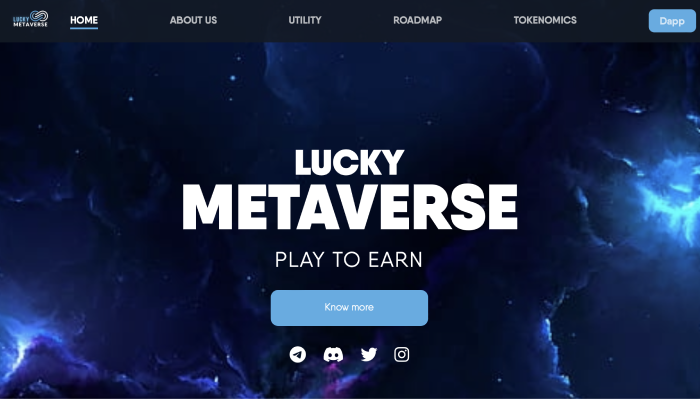 LUCKY
METAVERSE
HOME
ABOUT US
UTILITY
ROADMAP
TOKENOMICS
Dapp
LUCKY
METAVERSE
PLAY TO EARN
Know more